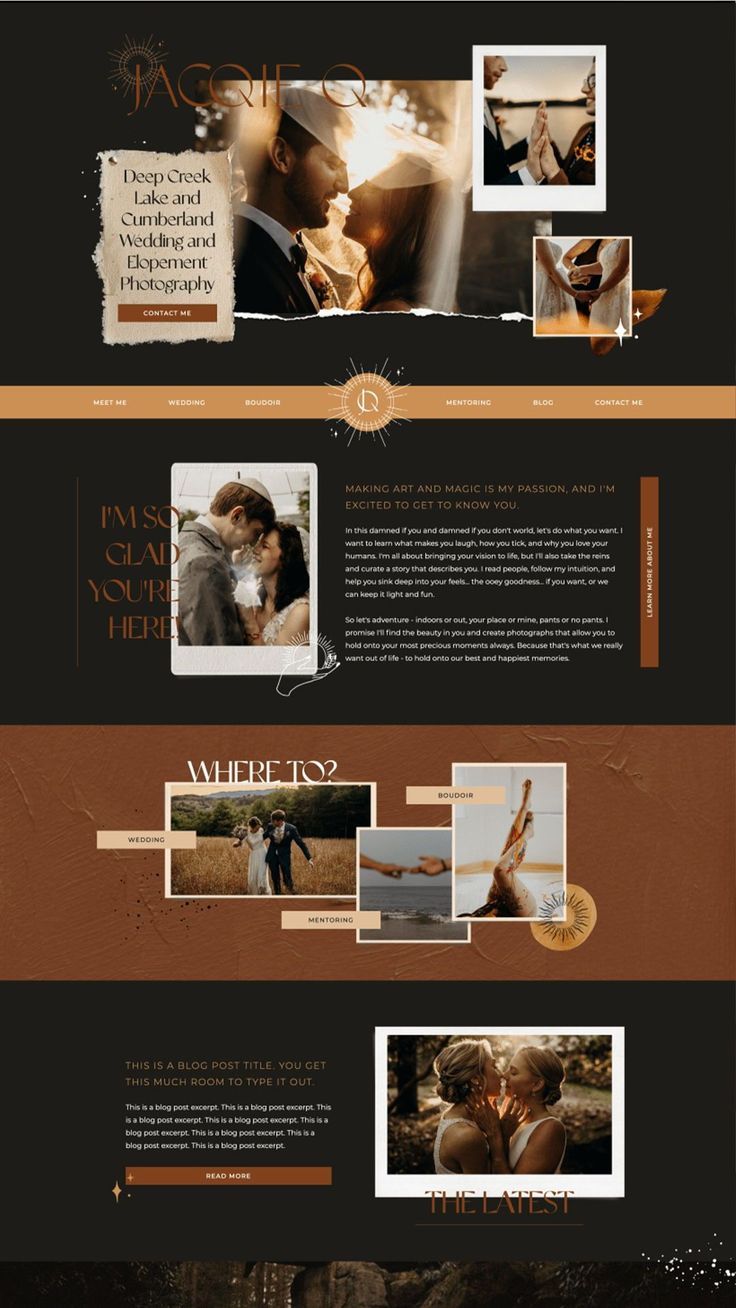 JACQIE Q
Deep Creek
Lake and
Cumberland
Wedding and
Elopement
Photography
CONTACT ME
MEET ME
WEDDING
BOUDOIR
JQ
MENTORING
BLOG
CONTACT ME
I'M SO
GLAD
YOU'RE
HERE!
MAKING ART AND MAGIC IS MY PASSION, AND I'M
EXCITED TO GET TO KNOW YOU.
In this damned if you and damned if you don't world, let's do what you want. I
want to learn what makes you laugh, how you tick, and why you love your
humans. I'm all about bringing your vision to life, but I'll also take the reins
and curate a story that describes you. I read people, follow my intuition, and
help you sink deep into your feels... the ooey goodness... if you want, or we
can keep it light and fun.
So let's adventure - indoors or out, your place or mine, pants or no pants. I
promise I'll find the beauty in you and create photographs that allow you to
hold onto your most precious moments always. Because that's what we really
want out of life - to hold onto our best and happiest memories.
LEARN MORE ABOUT ME
WHERE TO?
BOUDOIR
WEDDING
MENTORING
THIS IS A BLOG POST TITLE. YOU GET
THIS MUCH ROOM TO TYPE IT OUT.
This is a blog post excerpt. This is a blog post excerpt. This
is a blog post excerpt. This is a blog post excerpt. This is a
blog post excerpt. This is a blog post excerpt. This is a
blog post excerpt. This is a blog post excerpt.
READ MORE
THE LATEST